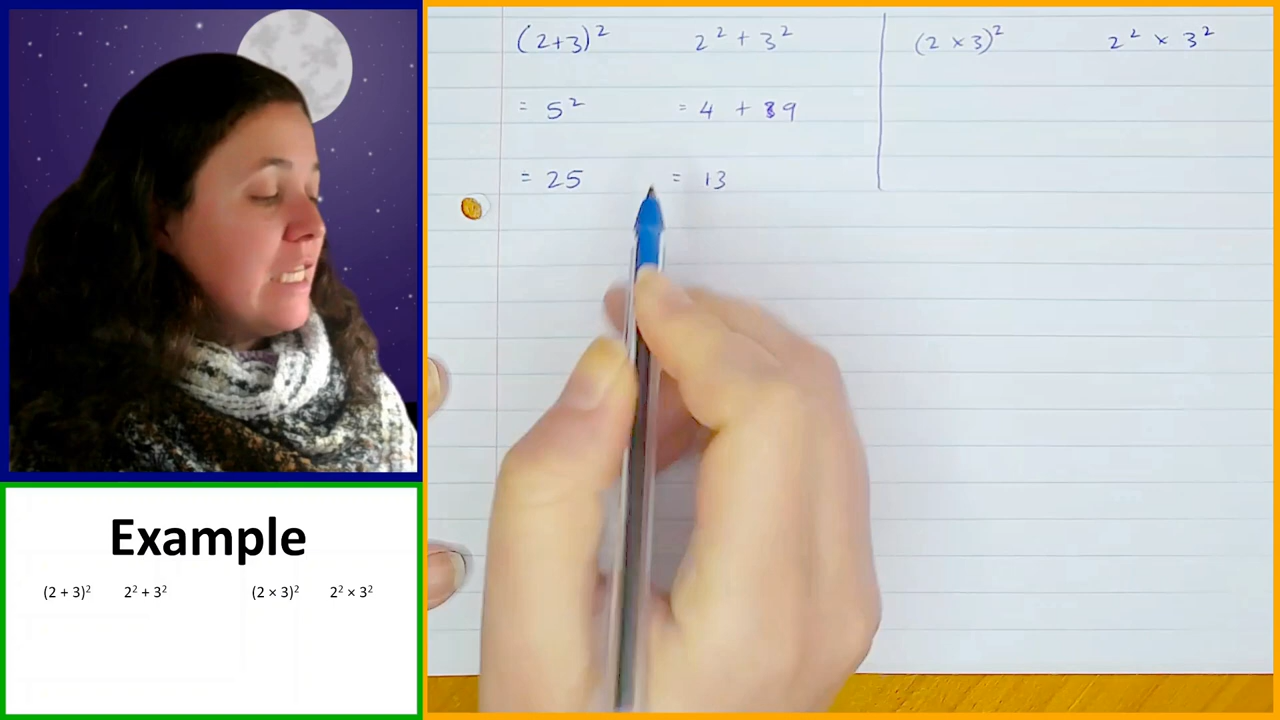 (2+3)² 2² + 3² (2 × 3)² 2² × 3²
= 5² = 4 + 9
= 25 = 13
Example
(2 + 3)² 2² + 3² (2 × 3)² 2² × 3²